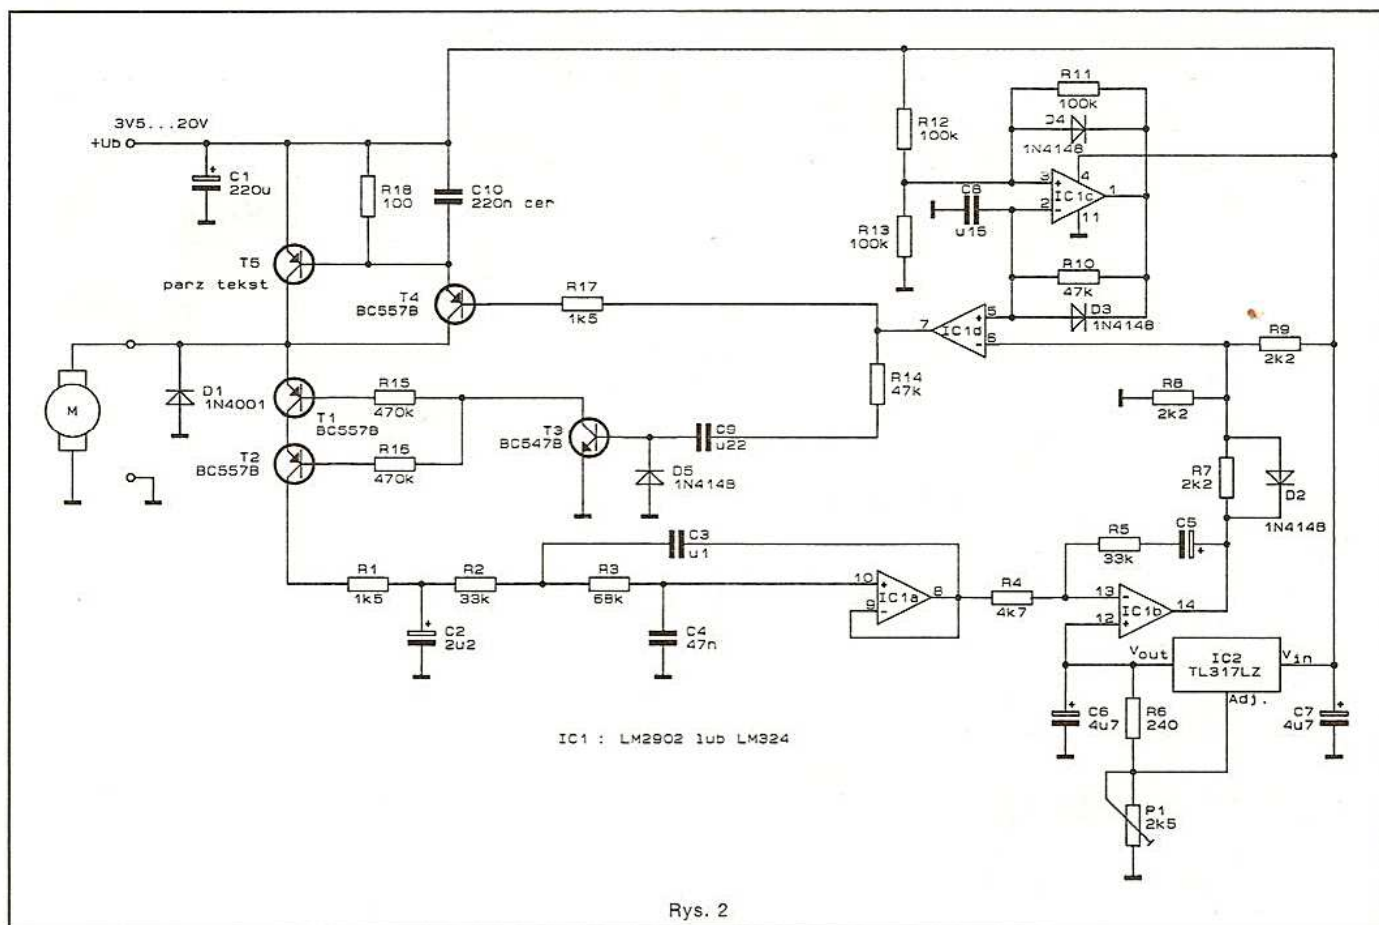 3V5...20V
+Ub
C1
220u
R18
100
C10
220n cer
T5
parz tekst
T4
BC557B
R17
1k5
R12
100k
R13
100k
R11
100k
D4
1N4148
3
+
4
IC1c
1
2
-
11
C8
u15
R10
47k
D3
1N4148
5
+
IC1d
7
6
-
R9
2k2
R8
2k2
R14
47k
M
D1
1N4001
R15
470k
T1
BC557B
T2
BC557B
R16
470k
T3
BC547B
C9
u22
D5
1N4148
R7
2k2
D2
1N4148
C3
u1
R1
1k5
R2
33k
R3
68k
C2
2u2
C4
47n
10
+
IC1a
8
9
-
R4
4k7
R5
33k
C5
+
13
-
IC1b
14
12
+
Vout
IC2
TL317LZ
Vin
Adj.
C6
4u7
R6
240
C7
4u7
P1
2k5
IC1 : LM2902 lub LM324
Rys. 2